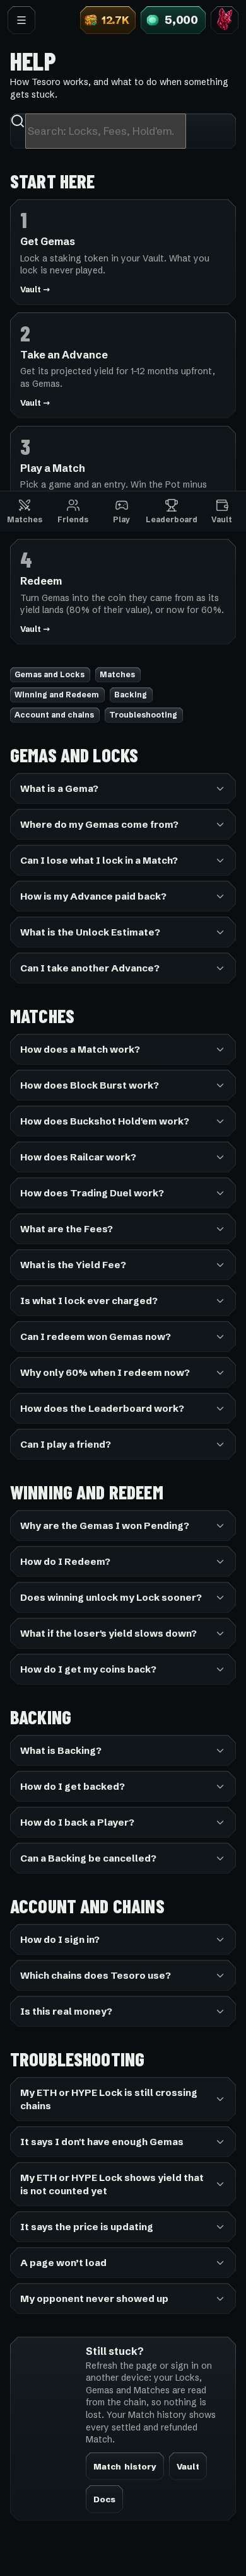 12.7K 5,000
HELP
How Tesoro works, and what to do when something
gets stuck.
Search: Locks, Fees, Hold'em.
START HERE
1
Get Gemas
Lock a staking token in your Vault. What you
lock is never played.
Vault →
2
Take an Advance
Get its projected yield for 1-12 months upfront,
as Gemas.
Vault →
3
Play a Match
Pick a game and an entry. Win the Pot minus
Matches Friends Play Leaderboard Vault
4
Redeem
Turn Gemas into the coin they came from as its
yield lands (80% of their value), or now for 60%.
Vault →
Gemas and Locks Matches
Winning and Redeem Backing
Account and chains Troubleshooting
GEMAS AND LOCKS
What is a Gema?
Where do my Gemas come from?
Can I lose what I lock in a Match?
How is my Advance paid back?
What is the Unlock Estimate?
Can I take another Advance?
MATCHES
How does a Match work?
How does Block Burst work?
How does Buckshot Hold'em work?
How does Railcar work?
How does Trading Duel work?
What are the Fees?
What is the Yield Fee?
Is what I lock ever charged?
Can I redeem won Gemas now?
Why only 60% when I redeem now?
How does the Leaderboard work?
Can I play a friend?
WINNING AND REDEEM
Why are the Gemas I won Pending?
How do I Redeem?
Does winning unlock my Lock sooner?
What if the loser's yield slows down?
How do I get my coins back?
BACKING
What is Backing?
How do I get backed?
How do I back a Player?
Can a Backing be cancelled?
ACCOUNT AND CHAINS
How do I sign in?
Which chains does Tesoro use?
Is this real money?
TROUBLESHOOTING
My ETH or HYPE Lock is still crossing
chains
It says I don't have enough Gemas
My ETH or HYPE Lock shows yield that
is not counted yet
It says the price is updating
A page won't load
My opponent never showed up
Still stuck?
Refresh the page or sign in on
another device: your Locks,
Gemas and Matches are read
from the chain, so nothing is
lost. Your Match history shows
every settled and refunded
Match.
Match history Vault
Docs